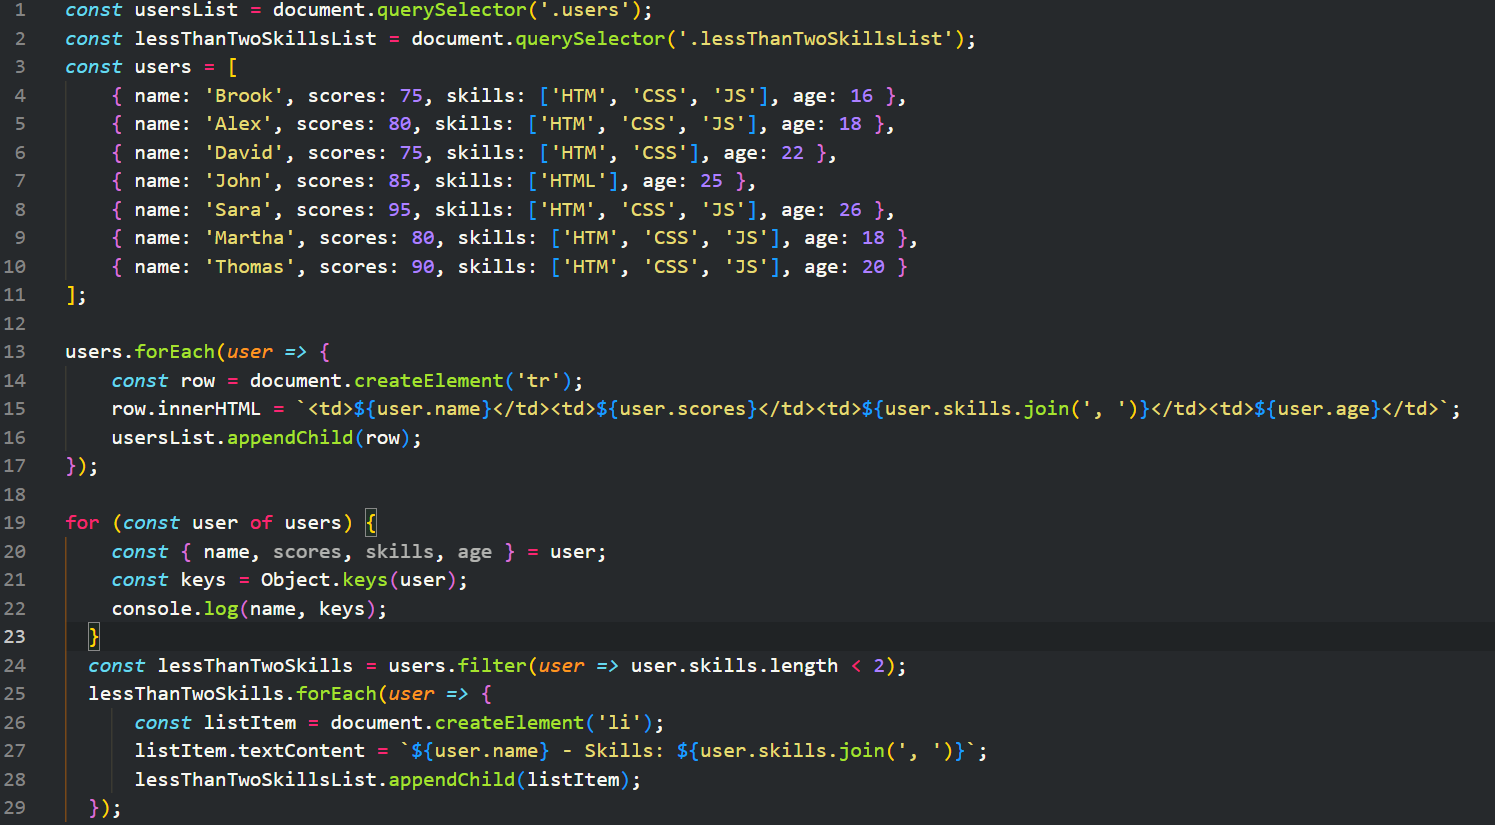 1 const usersList = document.querySelector('.users');
2 const lessThanTwoSkillsList = document.querySelector('.lessThanTwoSkillsList');
3 const users = [
4     { name: 'Brook', scores: 75, skills: ['HTM', 'CSS', 'JS'], age: 16 },
5     { name: 'Alex', scores: 80, skills: ['HTM', 'CSS', 'JS'], age: 18 },
6     { name: 'David', scores: 75, skills: ['HTM', 'CSS'], age: 22 },
7     { name: 'John', scores: 85, skills: ['HTML'], age: 25 },
8     { name: 'Sara', scores: 95, skills: ['HTM', 'CSS', 'JS'], age: 26 },
9     { name: 'Martha', scores: 80, skills: ['HTM', 'CSS', 'JS'], age: 18 },
10     { name: 'Thomas', scores: 90, skills: ['HTM', 'CSS', 'JS'], age: 20 }
11 ];
12
13 users.forEach(user => {
14     const row = document.createElement('tr');
15     row.innerHTML = `<td>${user.name}</td><td>${user.scores}</td><td>${user.skills.join(', ')}</td><td>${user.age}</td>`;
16     usersList.appendChild(row);
17 });
18
19 for (const user of users) {
20     const { name, scores, skills, age } = user;
21     const keys = Object.keys(user);
22     console.log(name, keys);
23   }
24   const lessThanTwoSkills = users.filter(user => user.skills.length < 2);
25   lessThanTwoSkills.forEach(user => {
26       const listItem = document.createElement('li');
27       listItem.textContent = `${user.name} - Skills: ${user.skills.join(', ')}`;
28       lessThanTwoSkillsList.appendChild(listItem);
29   });